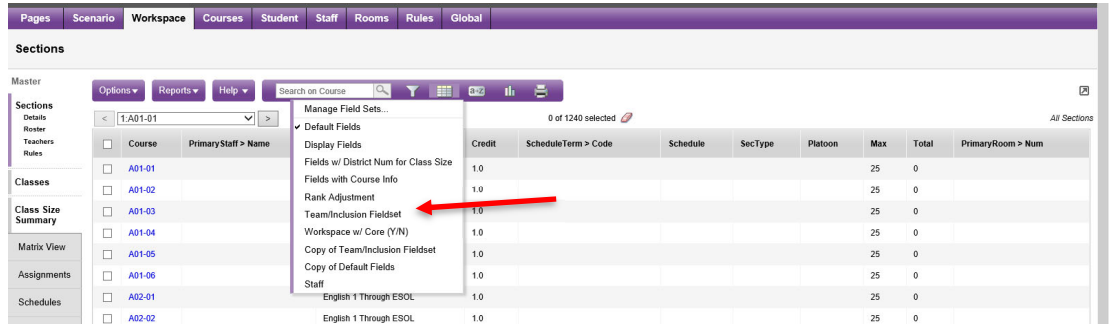 Pages Scenario Workspace Courses Student Staff Rooms Rules Global
Sections
Master
Sections
Details
Roster
Teachers
Rules
Classes
Class Size
Summary
Matrix View
Assignments
Schedules
Options Reports Help Search on Course a-z
< 1:A01-01 > 0 of 1240 selected All Sections
Manage Field Sets...
✓ Default Fields
Display Fields
Fields w/ District Num for Class Size
Fields with Course Info
Rank Adjustment
Team/Inclusion Fieldset
Workspace w/ Core (Y/N)
Copy of Team/Inclusion Fieldset
Copy of Default Fields
Staff
Course PrimaryStaff > Name Credit ScheduleTerm > Code Schedule SecType Platoon Max Total PrimaryRoom > Num
A01-01 1.0 25 0
A01-02 1.0 25 0
A01-03 1.0 25 0
A01-04 1.0 25 0
A01-05 1.0 25 0
A01-06 1.0 25 0
A02-01 English 1 Through ESOL 1.0 25 0
A02-02 English 1 Through ESOL 1.0 25 0